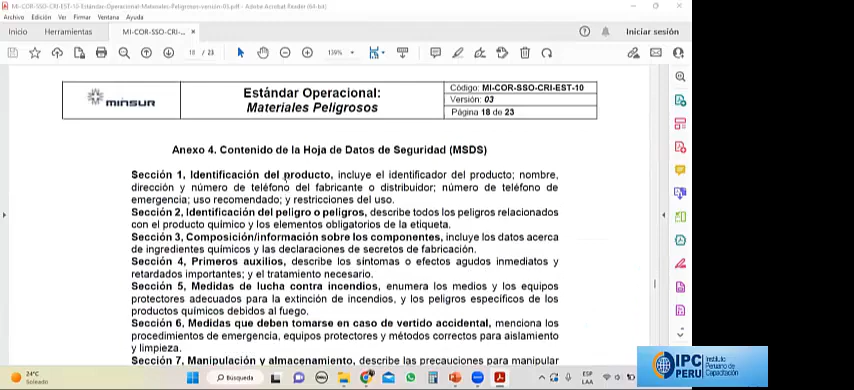 MI-COR-SSO-CRI-EST-10-Estándar-Operacional-Materiales-Peligrosos-versión-03.pdf - Adobe Acrobat Reader (64-bit)
Archivo Edición Ver Firmar Ventana Ayuda
Inicio Herramientas MI-COR-SSO-CRI-... × Iniciar sesión
18 / 23 139%
MINSUR
Estándar Operacional:
Materiales Peligrosos
Código: MI-COR-SSO-CRI-EST-10
Versión: 03
Página 18 de 23
Anexo 4. Contenido de la Hoja de Datos de Seguridad (MSDS)
Sección 1, Identificación del producto, incluye el identificador del producto; nombre,
dirección y número de teléfono del fabricante o distribuidor; número de teléfono de
emergencia; uso recomendado; y restricciones del uso.
Sección 2, Identificación del peligro o peligros, describe todos los peligros relacionados
con el producto químico y los elementos obligatorios de la etiqueta.
Sección 3, Composición/información sobre los componentes, incluye los datos acerca
de ingredientes químicos y las declaraciones de secretos de fabricación.
Sección 4, Primeros auxilios, describe los síntomas o efectos agudos inmediatos y
retardados importantes; y el tratamiento necesario.
Sección 5, Medidas de lucha contra incendios, enumera los medios y los equipos
protectores adecuados para la extinción de incendios, y los peligros específicos de los
productos químicos debidos al fuego.
Sección 6, Medidas que deben tomarse en caso de vertido accidental, menciona los
procedimientos de emergencia, equipos protectores y métodos correctos para aislamiento
y limpieza.
Sección 7, Manipulación y almacenamiento, describe las precauciones para manipular
24°C
Soleado
Búsqueda
ESP
LAA
IPC
PERU
Instituto
Peruano de
Capacitación